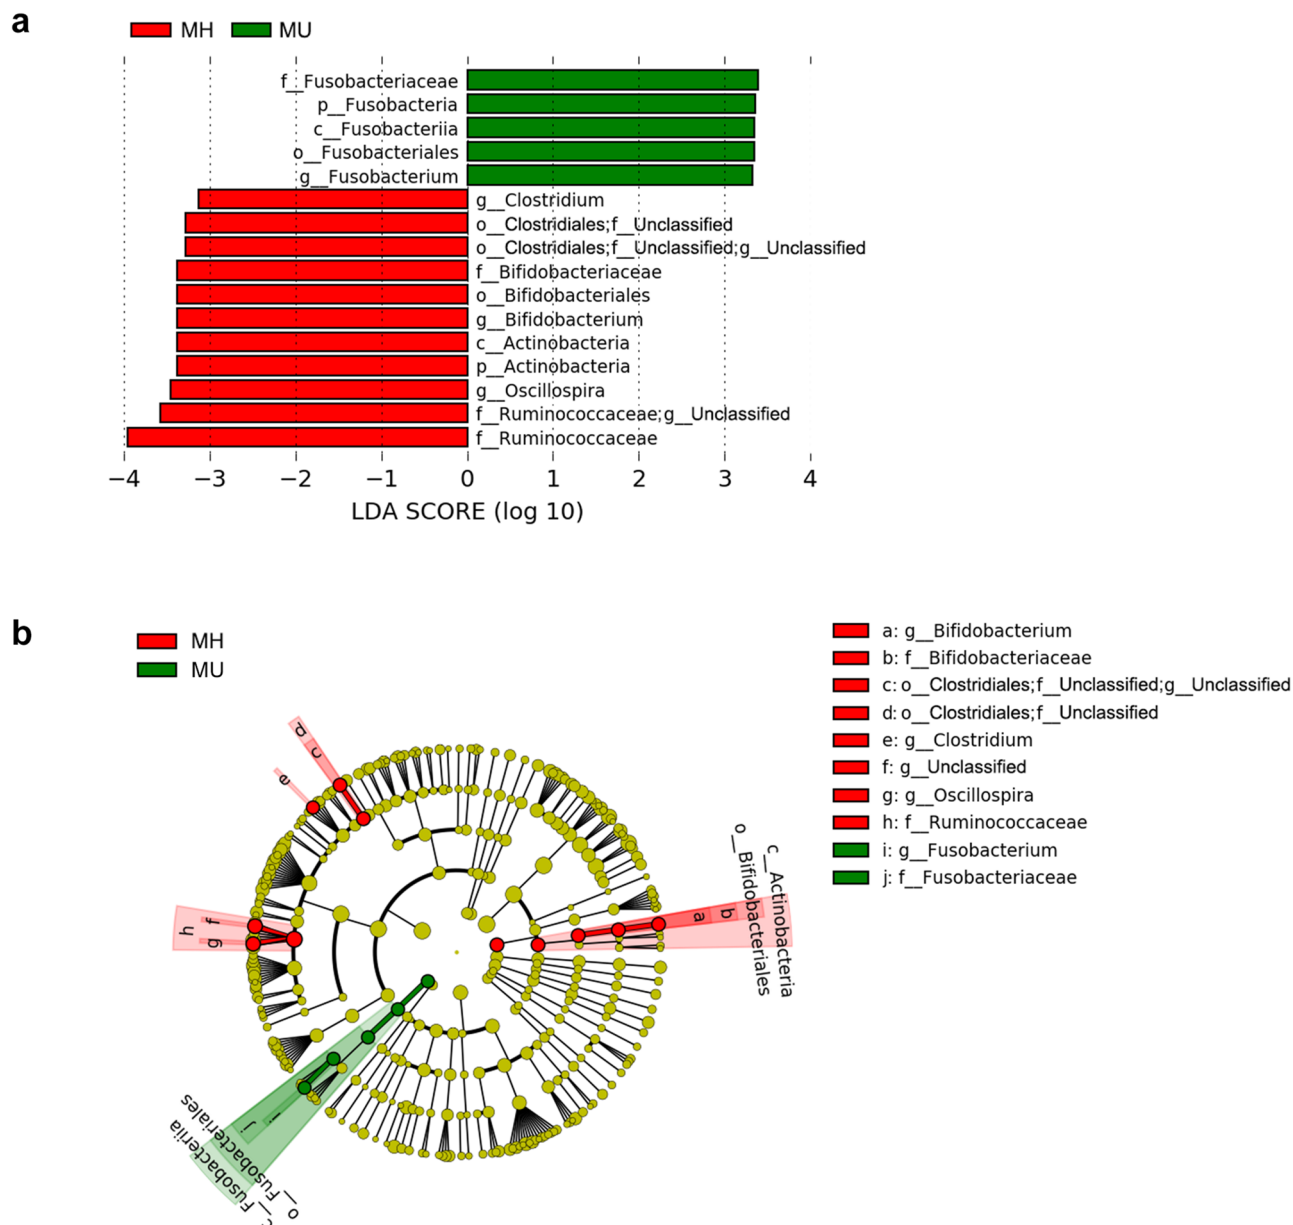 a
MH MU
f__Fusobacteriaceae
p__Fusobacteria
c__Fusobacteriia
o__Fusobacteriales
g__Fusobacterium
g__Clostridium
o__Clostridiales;f__Unclassified
o__Clostridiales;f__Unclassified;g__Unclassified
f__Bifidobacteriaceae
o__Bifidobacteriales
g__Bifidobacterium
c__Actinobacteria
p__Actinobacteria
g__Oscillospira
f__Ruminococcaceae;g__Unclassified
f__Ruminococcaceae
−4 −3 −2 −1 0 1 2 3 4
LDA SCORE (log 10)
b
MH
MU
a: g__Bifidobacterium
b: f__Bifidobacteriaceae
c: o__Clostridiales;f__Unclassified;g__Unclassified
d: o__Clostridiales;f__Unclassified
e: g__Clostridium
f: g__Unclassified
g: g__Oscillospira
h: f__Ruminococcaceae
i: g__Fusobacterium
j: f__Fusobacteriaceae
d
c
e
f
g
h
a
b
o__Bifidobacteriales
c__Actinobacteria
i
j
o__Fusobacteriales
c__Fusobacteriia